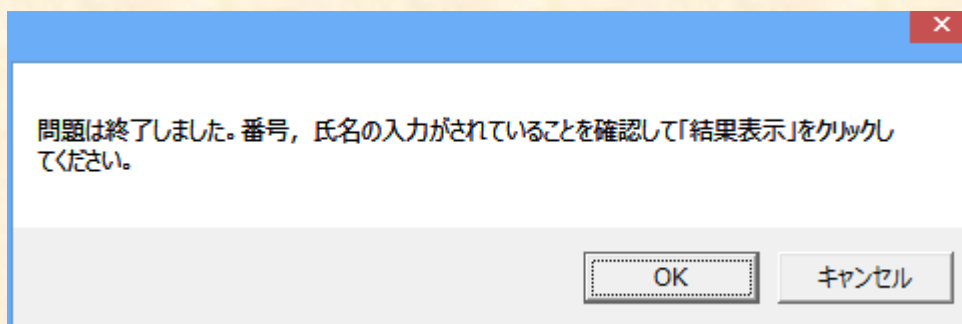 問題は終了しました。番号，氏名の入力がされていることを確認して「結果表示」をクリックし
てください。
OK
キャンセル